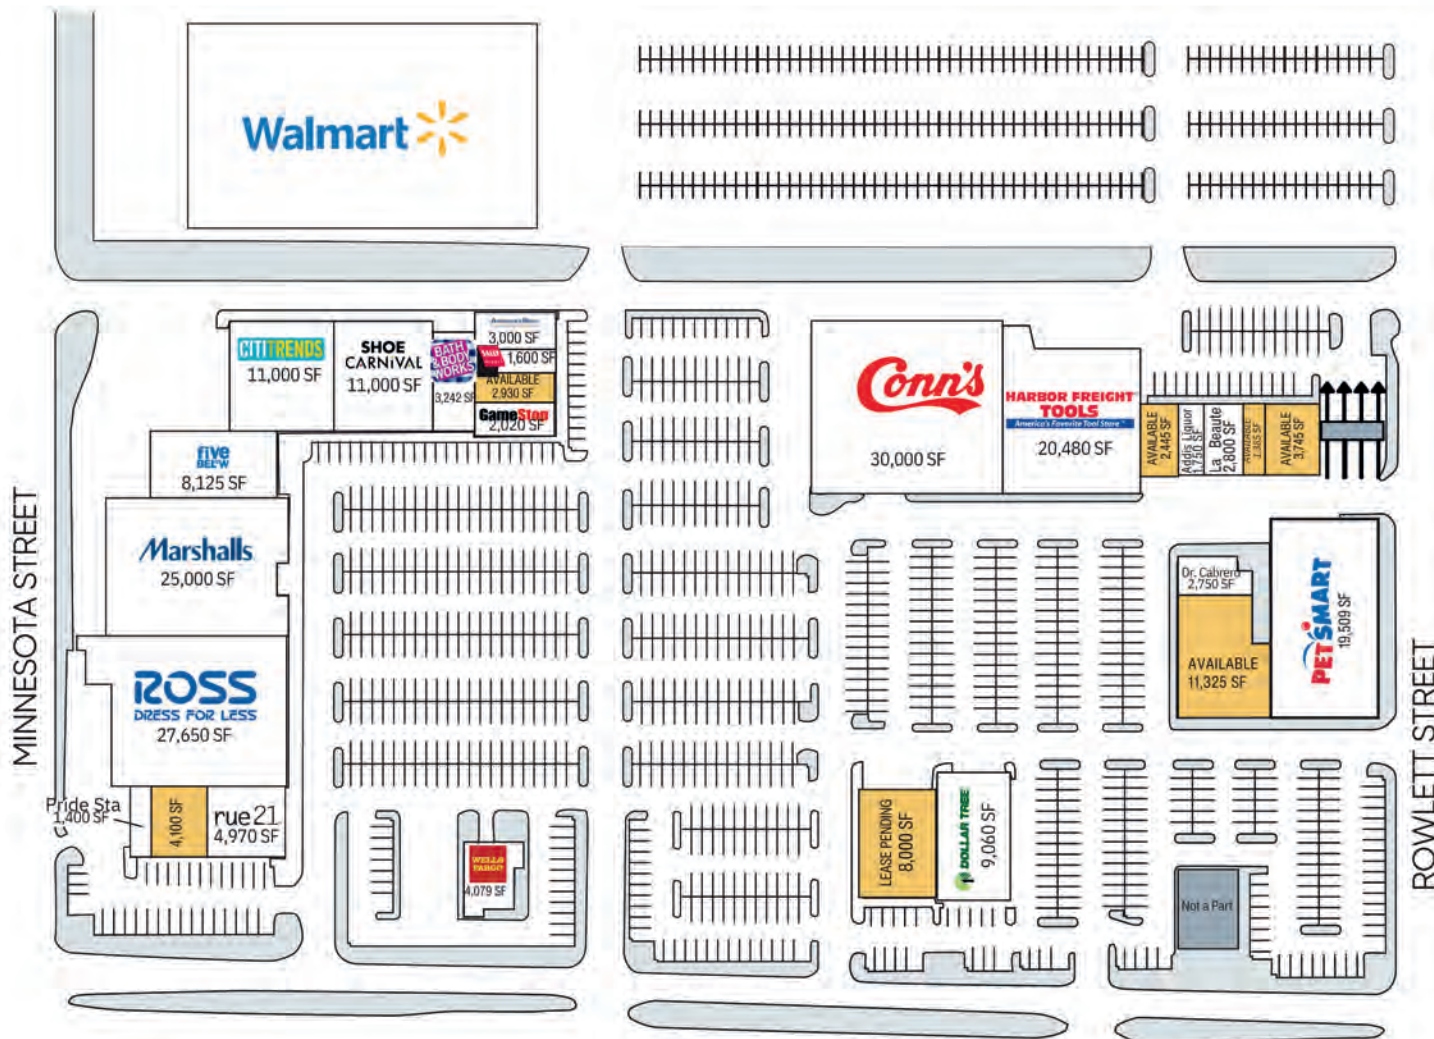 Walmart
CITITRENDS
11,000 SF
SHOE
CARNiVAL
11,000 SF
BATH
& BODY
WORKS
3,242 SF
3,000 SF
1,600 SF
AVAILABLE
2,930 SF
GameStop
2,020 SF
five
BEL'W
8,125 SF
Marshalls
25,000 SF
ROSS
DRESS FOR LESS
27,650 SF
Pride Sta
1,400 SF
4,100 SF
rue21
4,970 SF
WELLS
FARGO
4,079 SF
Conn's
30,000 SF
HARBOR FREIGHT
TOOLS
America's Favorite Tool Store
20,480 SF
AVAILABLE
2,445 SF
Addis Liquor
1,750 SF
La Beaute
2,800 SF
AVAILABLE
AVAILABLE
3,745 SF
Dr. Cabrero
2,750 SF
AVAILABLE
11,325 SF
PETSMART
19,509 SF
LEASE PENDING
8,000 SF
DOLLAR TREE
9,060 SF
Not a Part
MINNESOTA STREET
ROWLETT STREET